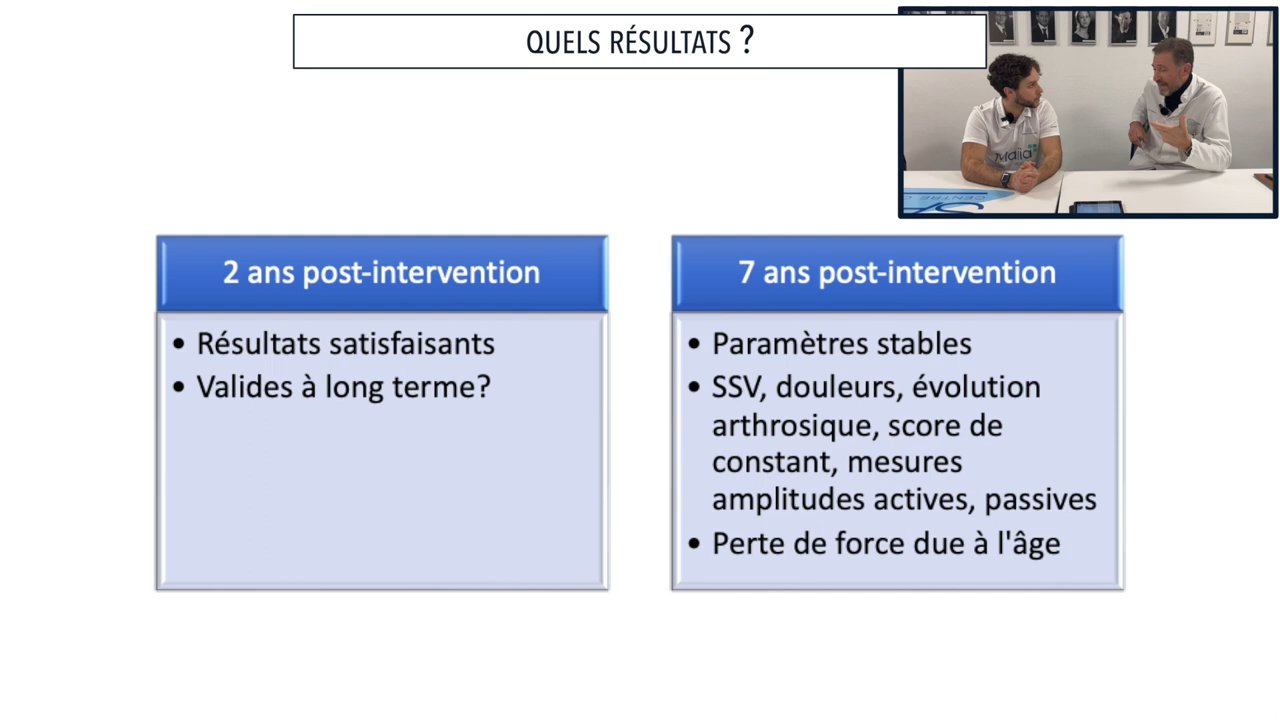 QUELS RÉSULTATS ?
Malia
2 ans post-intervention
• Résultats satisfaisants
• Valides à long terme?
7 ans post-intervention
• Paramètres stables
• SSV, douleurs, évolution
arthrosique, score de
constant, mesures
amplitudes actives, passives
• Perte de force due à l'âge